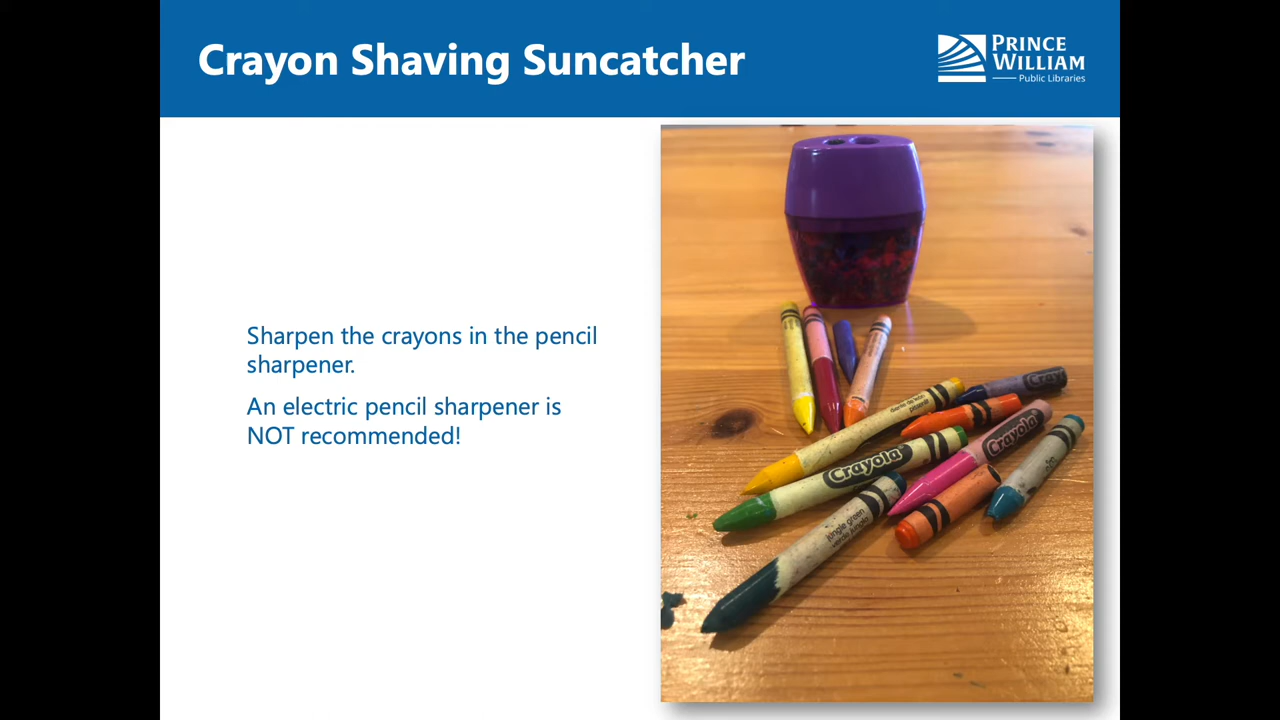 Crayon Shaving Suncatcher
PRINCE
WILLIAM
Public Libraries
Sharpen the crayons in the pencil
sharpener.
An electric pencil sharpener is
NOT recommended!
Cray
Crayola
Crayola
jungle green